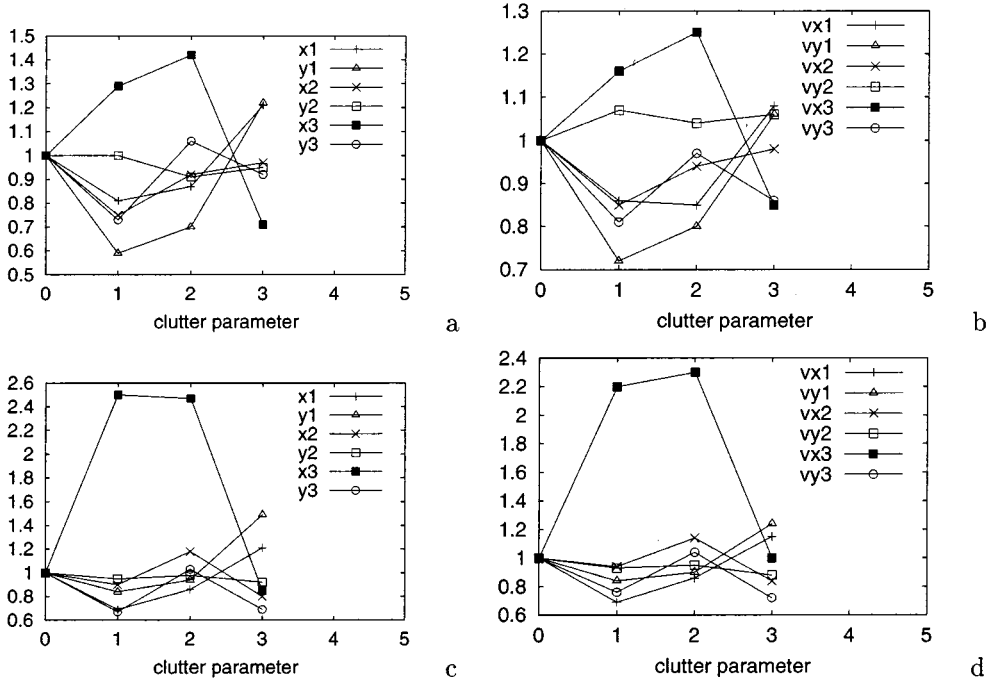 1.5
1.4
1.3
1.2
1.1
1
0.9
0.8
0.7
0.6
0.5
0 1 2 3 4 5
x1
y1
x2
y2
x3
y3
clutter parameter
a
1.3
1.2
1.1
1
0.9
0.8
0.7
0 1 2 3 4 5
vx1
vy1
vx2
vy2
vx3
vy3
clutter parameter
b
2.6
2.4
2.2
2
1.8
1.6
1.4
1.2
1
0.8
0.6
0 1 2 3 4 5
x1
y1
x2
y2
x3
y3
clutter parameter
c
2.4
2.2
2
1.8
1.6
1.4
1.2
1
0.8
0.6
0 1 2 3 4 5
vx1
vy1
vx2
vy2
vx3
vy3
clutter parameter
d